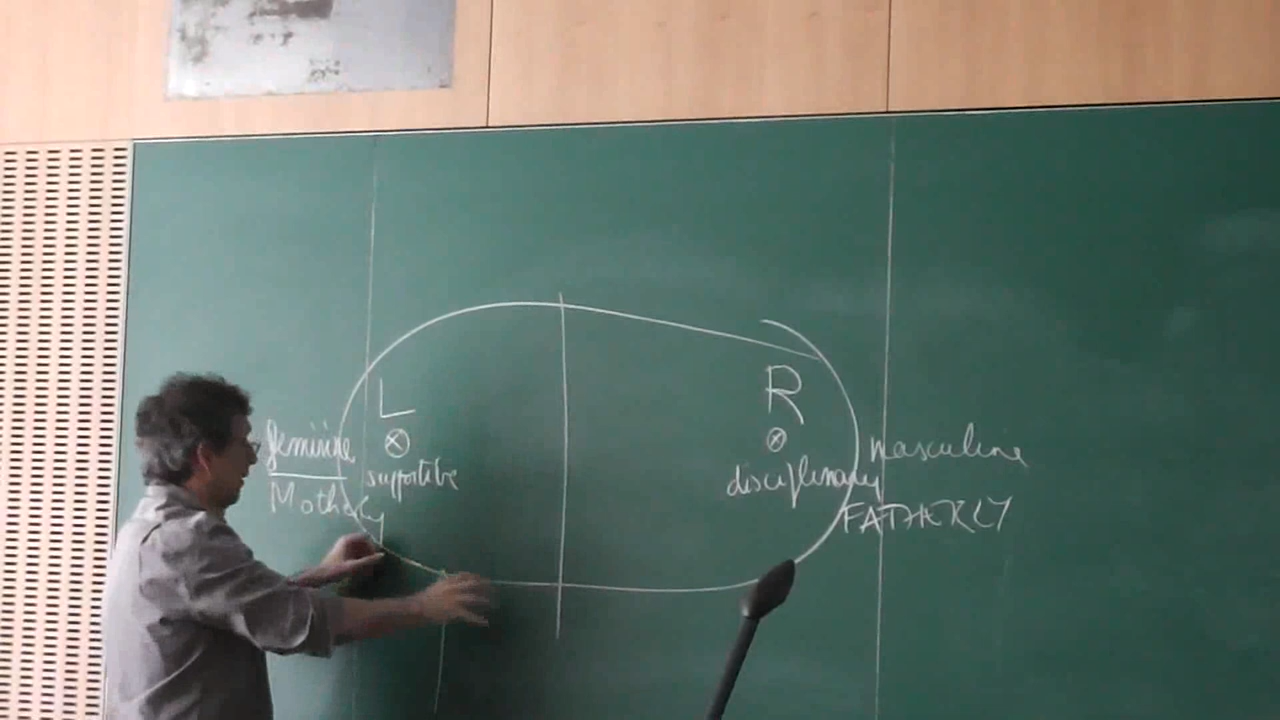 L
feminine
supportive
Motherly
R
disciplinary
masculine
FATHERLY